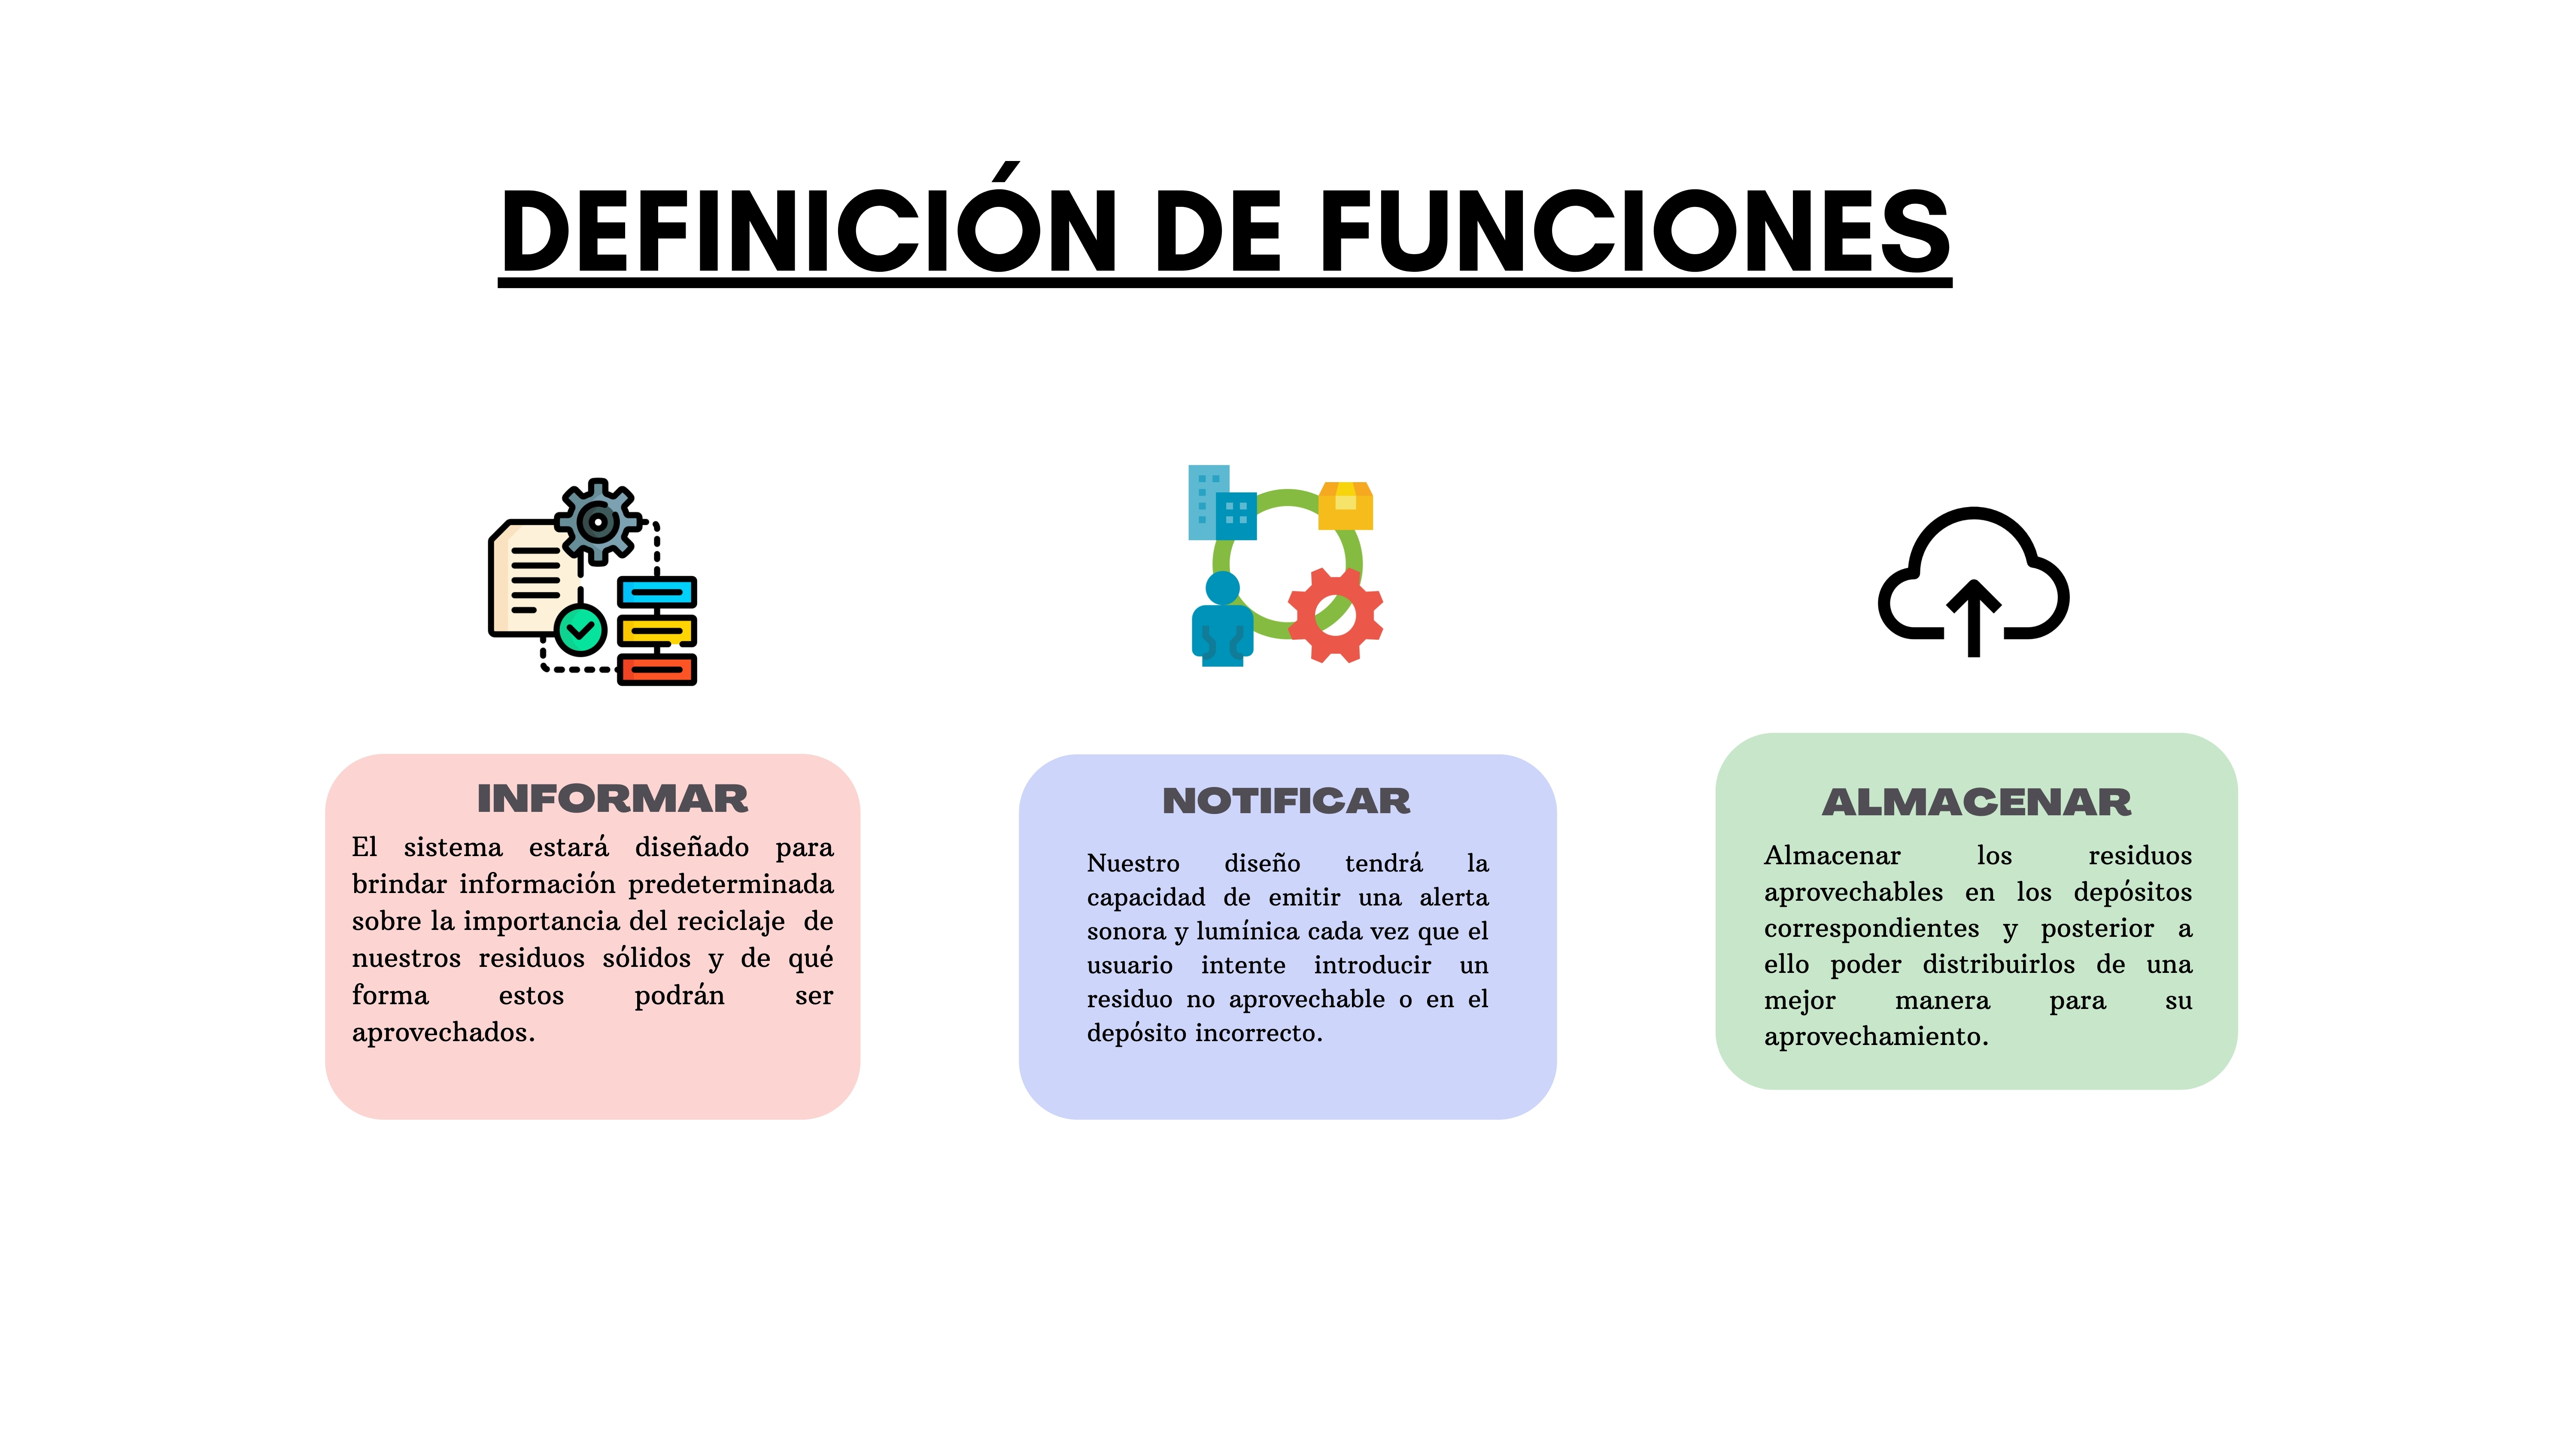 DEFINICIÓN DE FUNCIONES
INFORMAR
El sistema estará diseñado para
brindar información predeterminada
sobre la importancia del reciclaje de
nuestros residuos sólidos y de qué
forma estos podrán ser
aprovechados.
NOTIFICAR
Nuestro diseño tendrá la
capacidad de emitir una alerta
sonora y lumínica cada vez que el
usuario intente introducir un
residuo no aprovechable o en el
depósito incorrecto.
ALMACENAR
Almacenar los residuos
aprovechables en los depósitos
correspondientes y posterior a
ello poder distribuirlos de una
mejor manera para su
aprovechamiento.